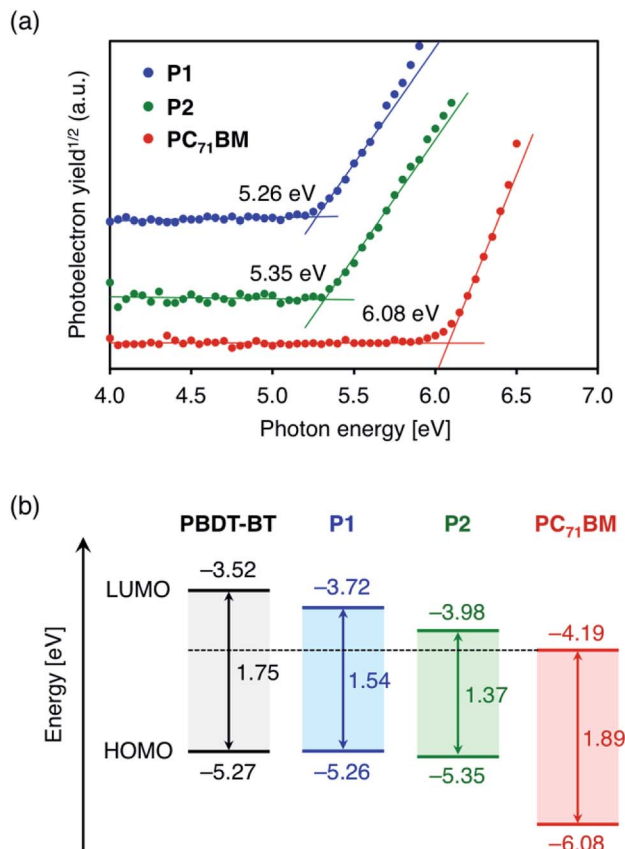 (a)
Photoelectron yield1/2 (a.u.)
P1
P2
PC71BM
5.26 eV
5.35 eV
6.08 eV
4.0 4.5 5.0 5.5 6.0 6.5 7.0
Photon energy [eV]
(b)
PBDT-BT P1 P2 PC71BM
Energy [eV]
LUMO
HOMO
–3.52
–3.72
–3.98
–4.19
1.75
1.54
1.37
1.89
–5.27
–5.26
–5.35
–6.08